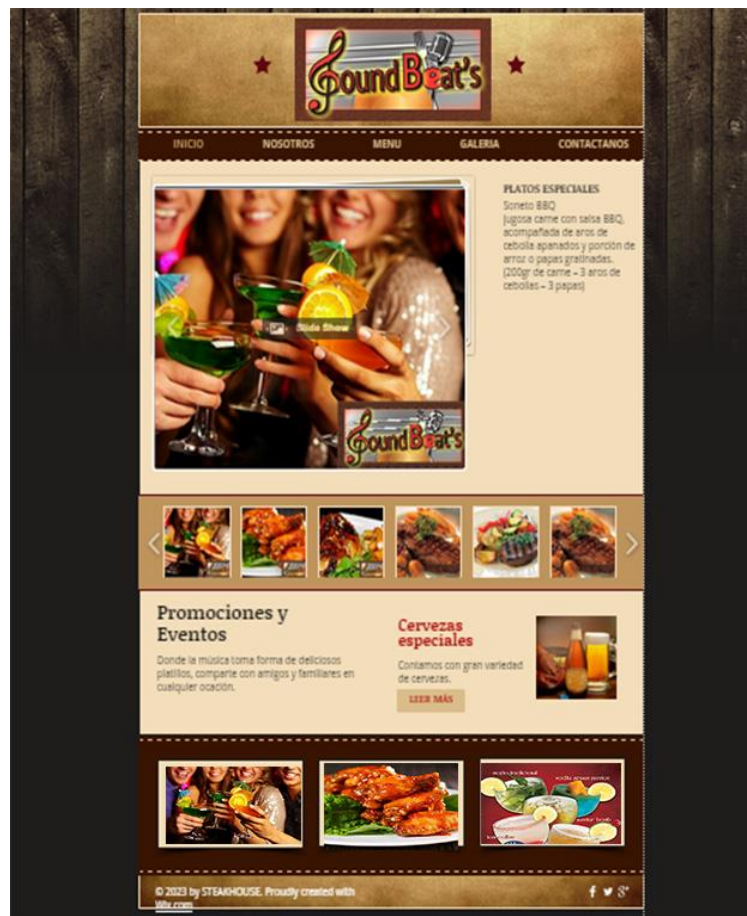 SoundBeat's
INICIO NOSOTROS MENU GALERIA CONTACTANOS
PLATOS ESPECIALES
Soneto BBQ
Jugosa carne con salsa BBQ,
acompañada de aros de
cebolla apanados y porción de
arroz o papas gratinadas.
(200gr de carne – 3 aros de
cebollas – 3 papas)
Slide Show
SoundBeat's
Promociones y
Eventos
Donde la música toma forma de deliciosos
platillos, comparte con amigos y familiares en
cualquier ocación.
Cervezas
especiales
Contamos con gran variedad
de cervezas.
LEER MÁS
© 2023 by STEAKHOUSE. Proudly created with
Wix.com